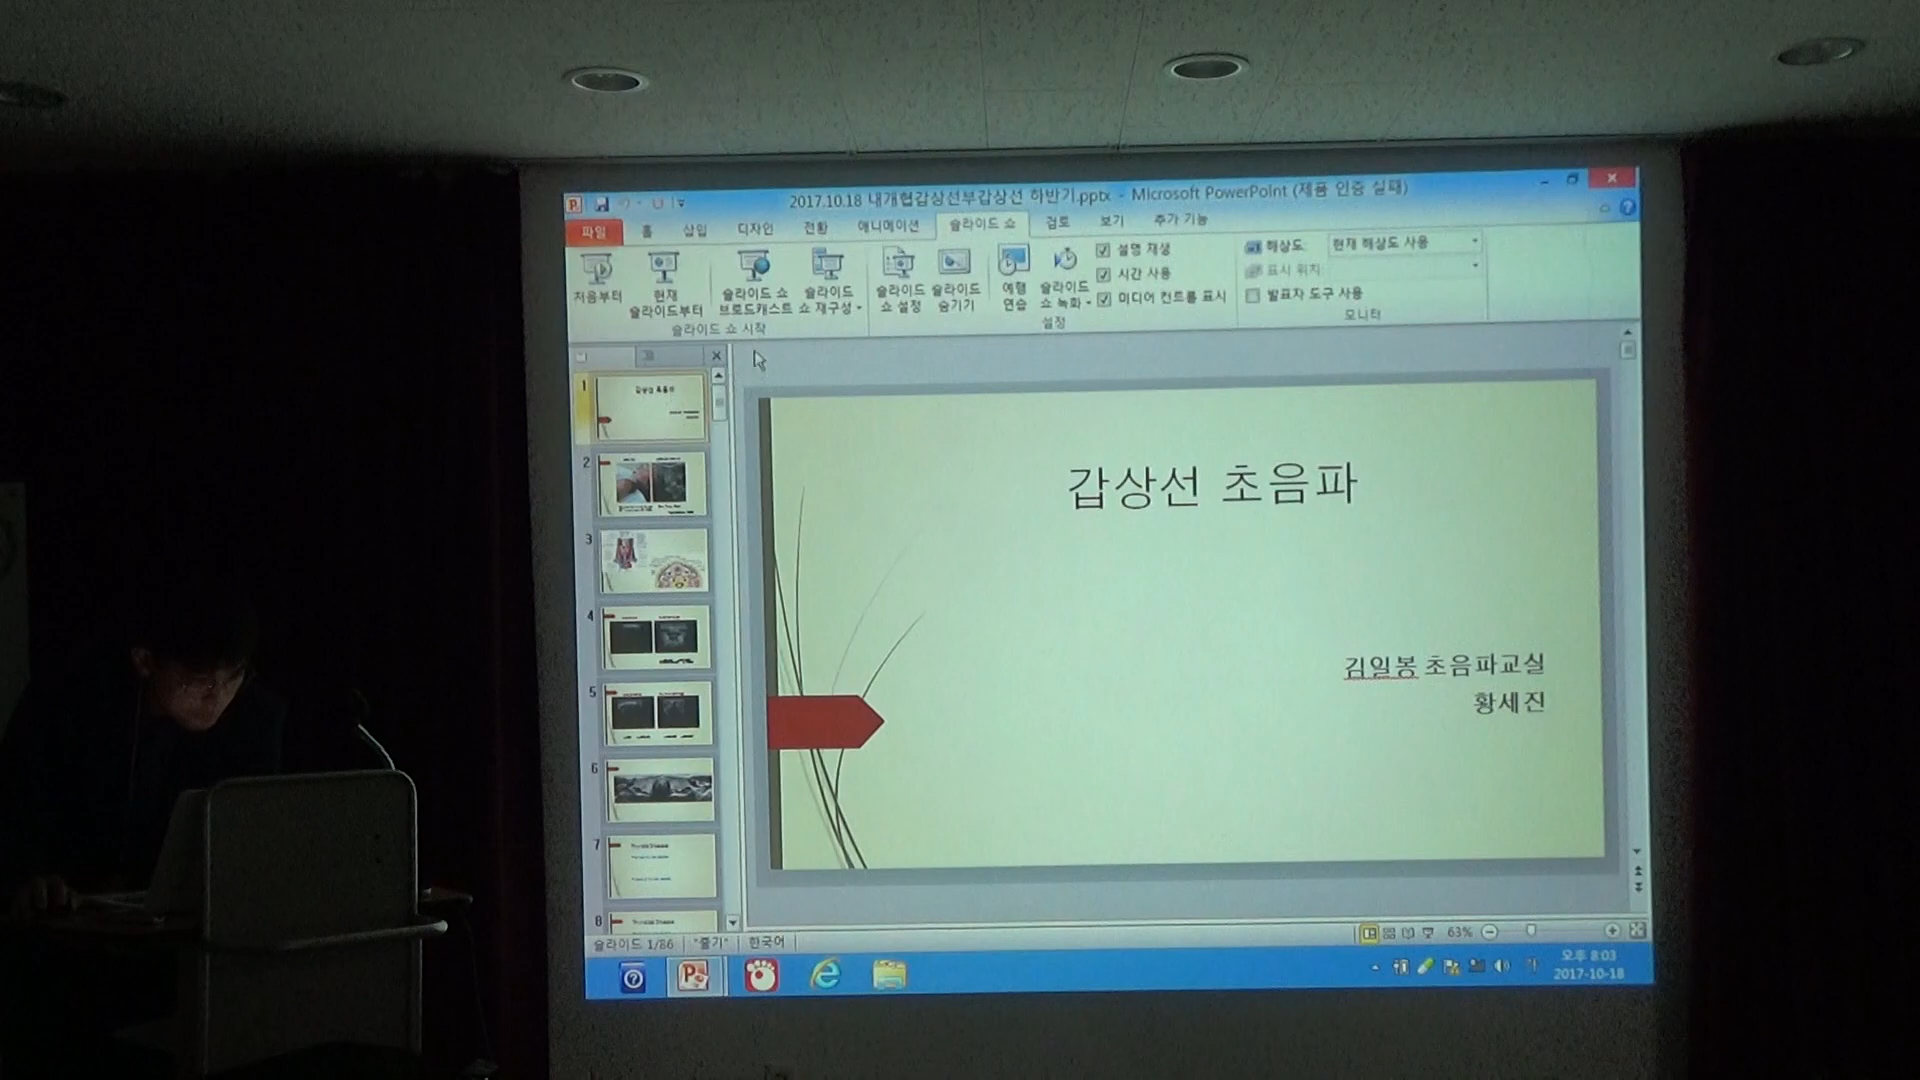 2017.10.18 내개협갑상선부갑상선 하반기.pptx - Microsoft PowerPoint (제품 인증 실패)
파일 홈 삽입 디자인 전환 애니메이션 슬라이드 쇼 검토 보기 추가 기능
처음부터
현재
슬라이드부터
슬라이드 쇼
브로드캐스트
슬라이드
쇼 재구성
슬라이드 쇼 시작
슬라이드
쇼 설정
슬라이드
숨기기
예행
연습
슬라이드
쇼 녹화
설명 재생
시간 사용
미디어 컨트롤 표시
설정
해상도: 현재 해상도 사용
표시 위치:
발표자 도구 사용
모니터
1
2
3
4
5
6
7
8
갑상선 초음파
김일봉 초음파교실
황세진
슬라이드 1/86 "줄기" 한국어
63%
오후 8:03
2017-10-18